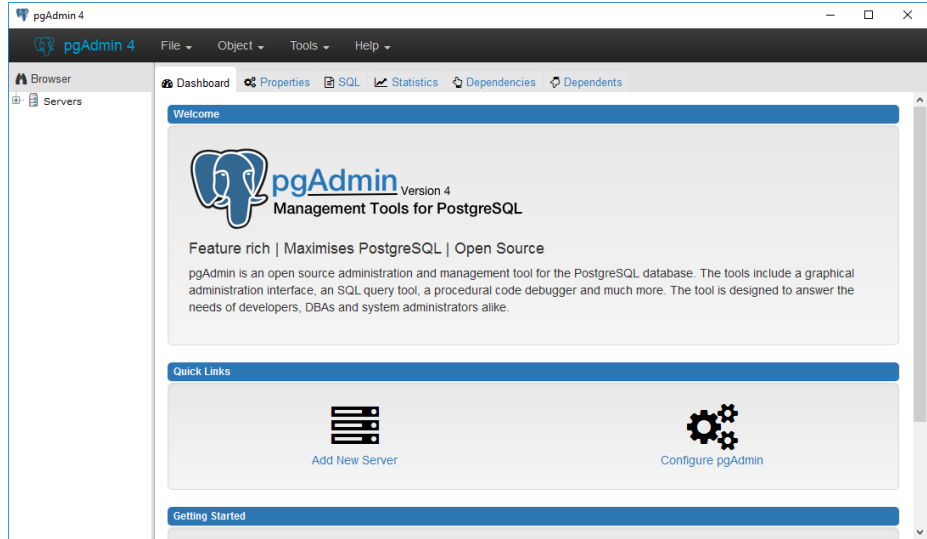 pgAdmin 4
pgAdmin 4 File Object Tools Help
Browser
Servers
Dashboard Properties SQL Statistics Dependencies Dependents
Welcome
pgAdmin Version 4
Management Tools for PostgreSQL
Feature rich | Maximises PostgreSQL | Open Source
pgAdmin is an open source administration and management tool for the PostgreSQL database. The tools include a graphical
administration interface, an SQL query tool, a procedural code debugger and much more. The tool is designed to answer the
needs of developers, DBAs and system administrators alike.
Quick Links
Add New Server Configure pgAdmin
Getting Started